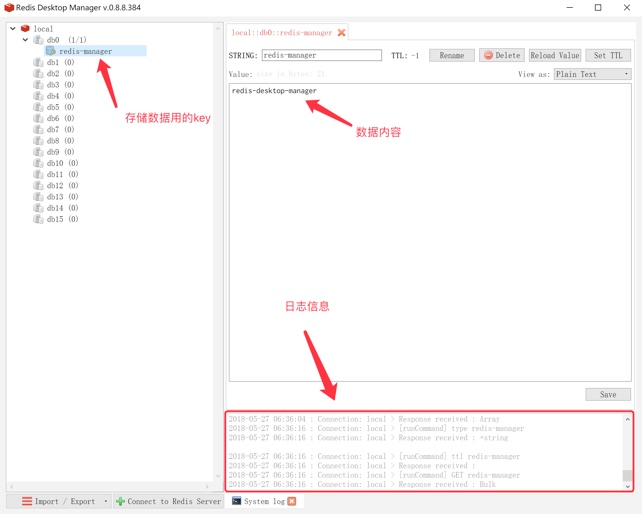 Redis Desktop Manager v.0.8.8.384
local
db0 (1/1)
redis-manager
db1 (0)
db2 (0)
db3 (0)
db4 (0)
db5 (0)
db6 (0)
db7 (0)
db8 (0)
db9 (0)
db10 (0)
db11 (0)
db12 (0)
db13 (0)
db14 (0)
db15 (0)
存储数据用的key
local::db0::redis-manager
STRING: redis-manager TTL: -1 Rename Delete Reload Value Set TTL
Value: size in bytes: 21 View as: Plain Text
redis-desktop-manager
数据内容
日志信息
Save
2018-05-27 06:36:04 : Connection: local > Response received : Array
2018-05-27 06:36:16 : Connection: local > [runCommand] type redis-manager
2018-05-27 06:36:16 : Connection: local > Response received : +string
2018-05-27 06:36:16 : Connection: local > [runCommand] ttl redis-manager
2018-05-27 06:36:16 : Connection: local > Response received :
2018-05-27 06:36:16 : Connection: local > [runCommand] GET redis-manager
2018-05-27 06:36:16 : Connection: local > Response received : Bulk
Import / Export Connect to Redis Server System log